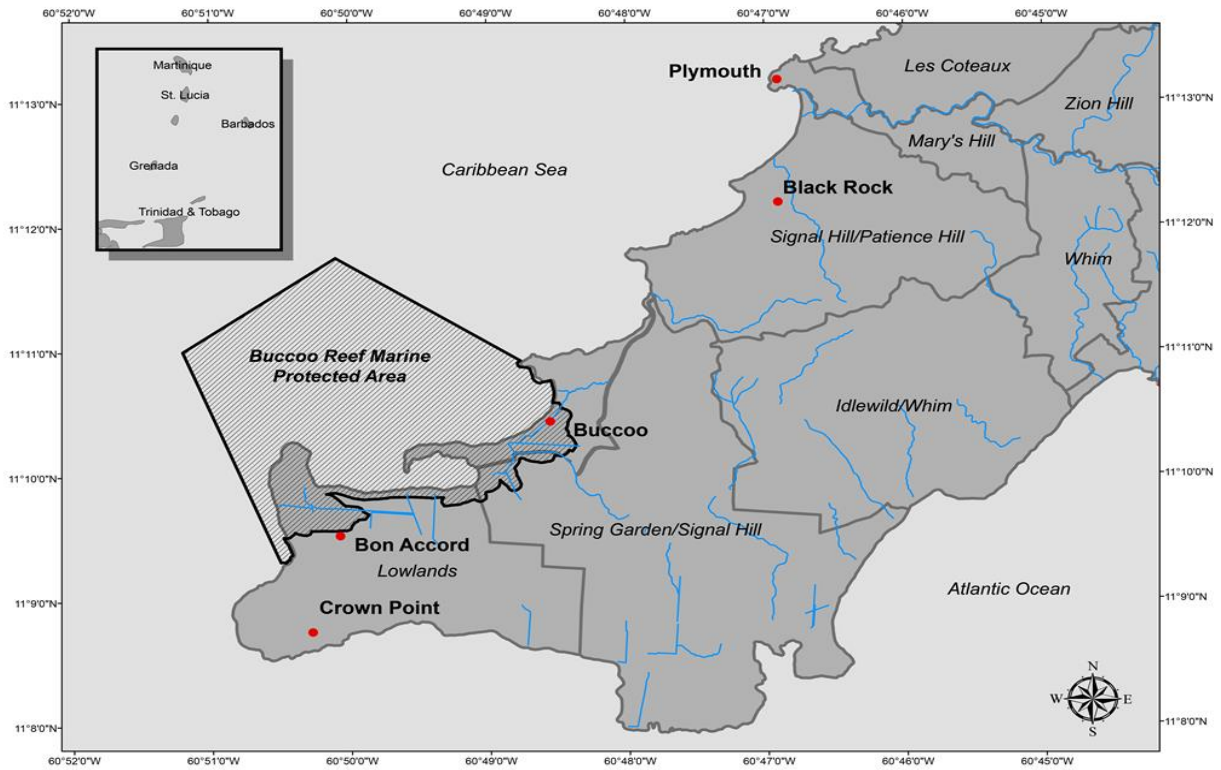 60°52'0"W
60°51'0"W
60°50'0"W
60°49'0"W
60°48'0"W
60°47'0"W
60°46'0"W
60°45'0"W
Martinique
St. Lucia
Barbados
Grenada
Trinidad & Tobago
Plymouth
Les Coteaux
Zion Hill
11°13'0"N
11°13'0"N
Mary's Hill
Caribbean Sea
Black Rock
11°12'0"N
11°12'0"N
Signal Hill/Patience Hill
Whim
11°11'0"N
11°11'0"N
Buccoo Reef Marine
Protected Area
Idlewild/Whim
Buccoo
11°10'0"N
11°10'0"N
Spring Garden/Signal Hill
Bon Accord
Lowlands
Atlantic Ocean
11°9'0"N
11°9'0"N
Crown Point
N
W
E
S
11°8'0"N
11°8'0"N
60°52'0"W
60°51'0"W
60°50'0"W
60°49'0"W
60°48'0"W
60°47'0"W
60°46'0"W
60°45'0"W